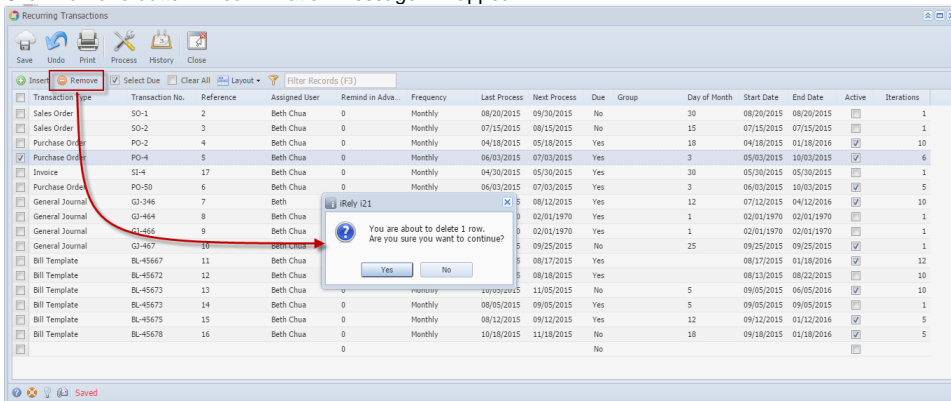 Recurring Transactions
Save Undo Print Process History Close
Insert Remove Select Due Clear All Layout Filter Records (F3)
Transaction Type Transaction No. Reference Assigned User Remind in Adva... Frequency Last Process Next Process Due Group Day of Month Start Date End Date Active Iterations
Sales Order SO-1 2 Beth Chua 0 Monthly 08/20/2015 09/30/2015 No 30 08/20/2015 08/20/2015 1
Sales Order SO-2 3 Beth Chua 0 Monthly 07/15/2015 08/15/2015 No 15 07/15/2015 07/15/2015 1
Purchase Order PO-2 4 Beth Chua 0 Monthly 04/18/2015 05/18/2015 Yes 18 04/18/2015 01/18/2016 10
Purchase Order PO-4 5 Beth Chua 0 Monthly 06/03/2015 07/03/2015 Yes 3 05/03/2015 10/03/2015 6
Invoice SI-4 17 Beth Chua 0 Monthly 04/30/2015 05/30/2015 Yes 30 05/30/2015 05/30/2015 1
Purchase Order PO-50 6 Beth Chua 0 Monthly 06/03/2015 07/03/2015 Yes 3 06/03/2015 10/03/2015 5
General Journal GJ-346 7 Beth 08/12/2015 Yes 12 07/12/2015 04/12/2016 10
General Journal GJ-464 8 Beth Chua 02/01/1970 Yes 1 02/01/1970 02/01/1970 1
General Journal GJ-466 9 Beth Chua 02/01/1970 Yes 1 02/01/1970 02/01/1970 1
General Journal GJ-467 10 Beth Chua 09/25/2015 No 25 09/25/2015 09/25/2015 1
Bill Template BL-45667 11 Beth Chua 08/17/2015 Yes 08/17/2015 01/18/2016 12
Bill Template BL-45672 12 Beth Chua 08/18/2015 Yes 08/13/2015 08/22/2015 10
Bill Template BL-45673 13 Beth Chua 0 Monthly 10/05/2015 11/05/2015 No 5 09/05/2015 06/05/2016 10
Bill Template BL-45673 14 Beth Chua 0 Monthly 08/05/2015 09/05/2015 Yes 5 09/05/2015 09/05/2015 1
Bill Template BL-45675 15 Beth Chua 0 Monthly 08/12/2015 09/12/2015 Yes 12 09/12/2015 01/12/2016 5
Bill Template BL-45678 16 Beth Chua 0 Monthly 10/18/2015 11/18/2015 No 18 09/18/2015 01/18/2016 5
0 No
iRely i21
You are about to delete 1 row.
Are you sure you want to continue?
Yes No
Saved